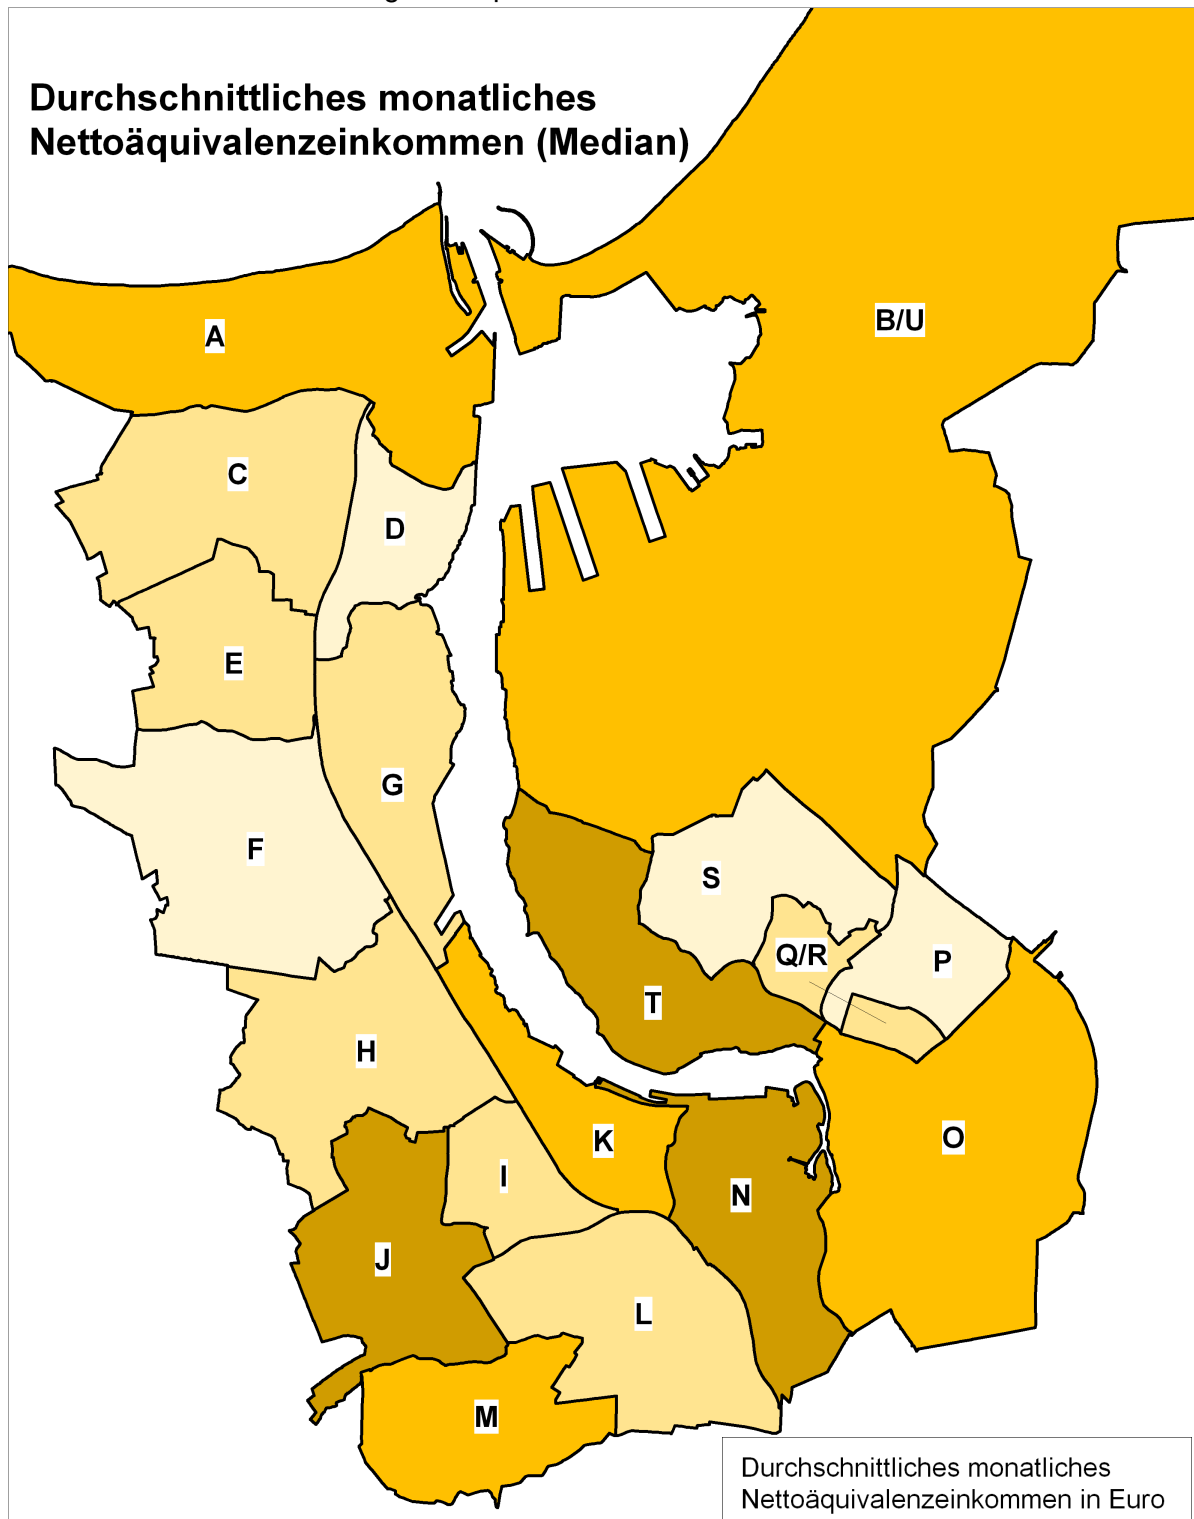 Durchschnittliches monatliches
Nettoäquivalenzeinkommen (Median)
A
B/U
C
D
E
G
F
S
Q/R
P
T
H
K
O
I
N
J
L
M
Durchschnittliches monatliches
Nettoäquivalenzeinkommen in Euro